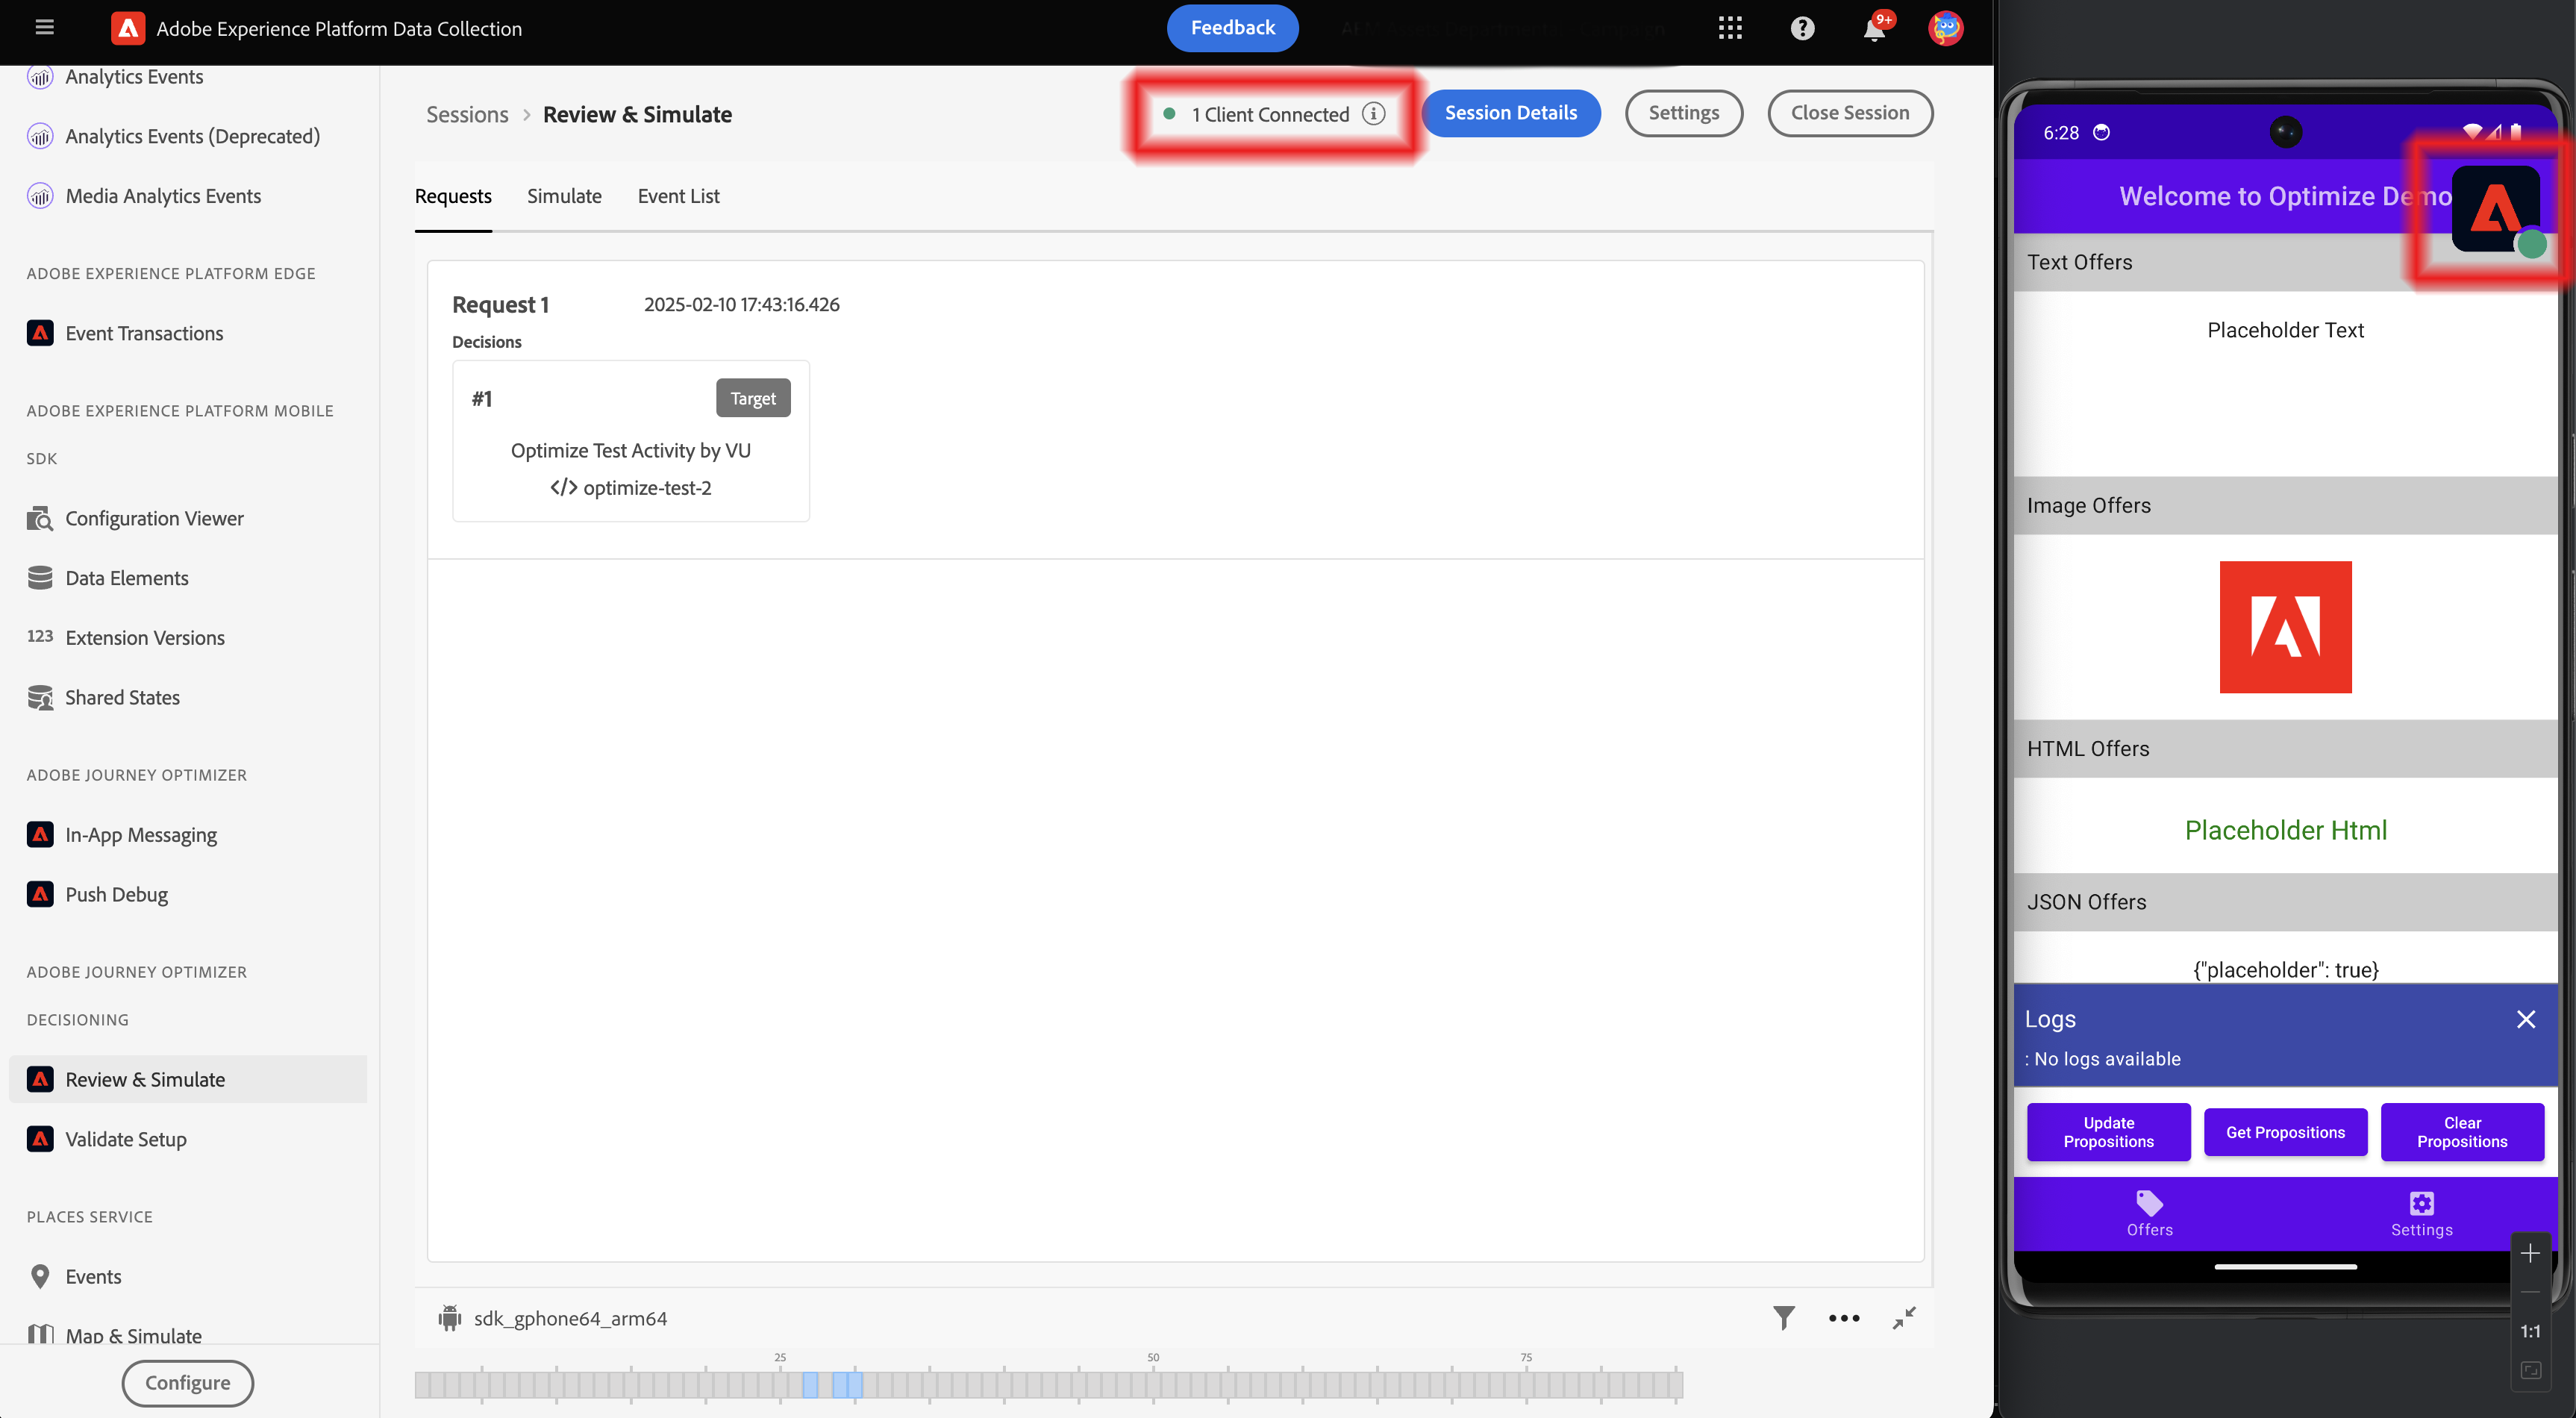 Adobe Experience Platform Data Collection
Feedback
9+
Analytics Events
Analytics Events (Deprecated)
Media Analytics Events
ADOBE EXPERIENCE PLATFORM EDGE
Event Transactions
ADOBE EXPERIENCE PLATFORM MOBILE
SDK
Configuration Viewer
Data Elements
123 Extension Versions
Shared States
ADOBE JOURNEY OPTIMIZER
In-App Messaging
Push Debug
ADOBE JOURNEY OPTIMIZER
DECISIONING
Review & Simulate
Validate Setup
PLACES SERVICE
Events
Map & Simulate
Configure
Sessions > Review & Simulate
1 Client Connected
Session Details
Settings
Close Session
Requests Simulate Event List
Request 1 2025-02-10 17:43:16.426
Decisions
#1 Target
Optimize Test Activity by VU
</> optimize-test-2
sdk_gphone64_arm64
25 50 75
6:28
Welcome to Optimize Demo
Text Offers
Placeholder Text
Image Offers
HTML Offers
Placeholder Html
JSON Offers
{"placeholder": true}
Logs
: No logs available
Update
Propositions
Get Propositions
Clear
Propositions
Offers
Settings
1:1